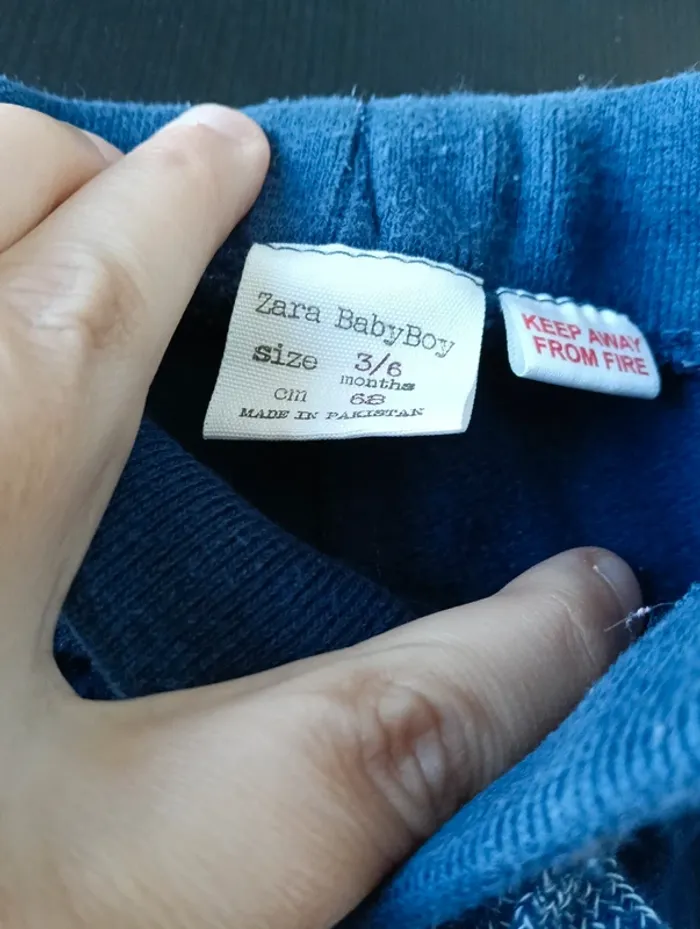 Zara BabyBoy
size 3/6
months
cm 68
MADE IN PAKISTAN
KEEP AWAY
FROM FIRE